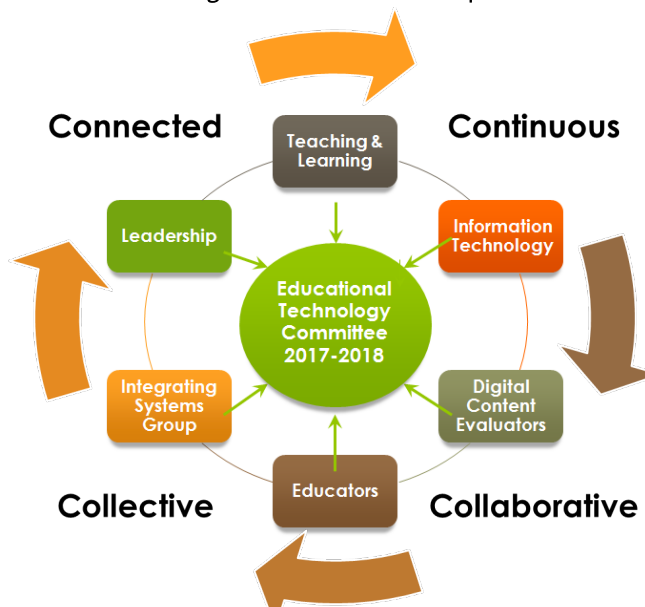 Connected
Continuous
Teaching &
Learning
Leadership
Information
Technology
Educational
Technology
Committee
2017-2018
Integrating
Systems
Group
Digital
Content
Evaluators
Educators
Collective
Collaborative